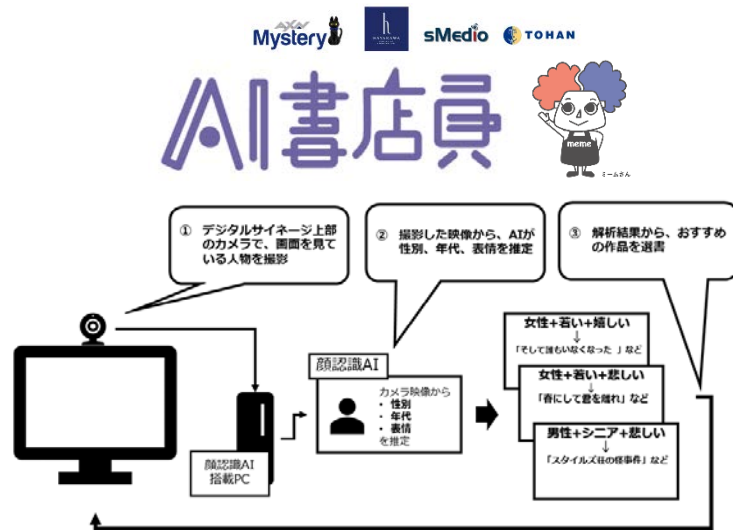 AXN
Mystery
h
HAYAKAWA
sMedio
TOHAN
AI書店員
meme
ミームさん
① デジタルサイネージ上部
のカメラで、画面を見て
いる人物を撮影
② 撮影した映像から、AIが
性別、年代、表情を推定
③ 解析結果から、おすすめ
の作品を選書
顔認識AI
搭載PC
顔認識AI
カメラ映像から
・ 性別
・ 年代
・ 表情
を推定
女性+若い+嬉しい
↓
「そして誰もいなくなった 」など
女性+若い+悲しい
↓
「春にして君を離れ」など
男性+シニア+悲しい
↓
「スタイルズ荘の怪事件」など